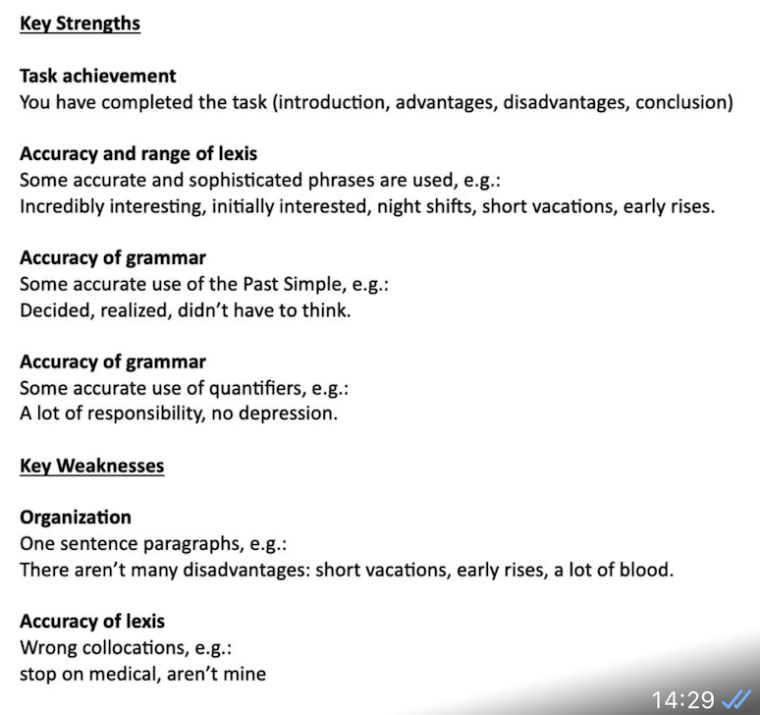 Key Strengths
Task achievement
You have completed the task (introduction, advantages, disadvantages, conclusion)
Accuracy and range of lexis
Some accurate and sophisticated phrases are used, e.g.:
Incredibly interesting, initially interested, night shifts, short vacations, early rises.
Accuracy of grammar
Some accurate use of the Past Simple, e.g.:
Decided, realized, didn't have to think.
Accuracy of grammar
Some accurate use of quantifiers, e.g.:
A lot of responsibility, no depression.
Key Weaknesses
Organization
One sentence paragraphs, e.g.:
There aren't many disadvantages: short vacations, early rises, a lot of blood.
Accuracy of lexis
Wrong collocations, e.g.:
stop on medical, aren't mine
14:29